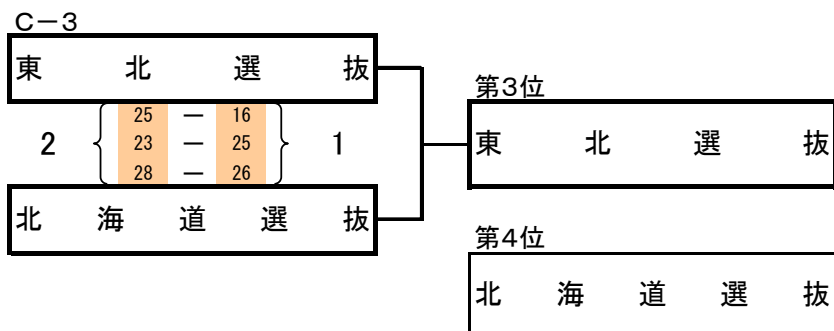 C-3
東北選抜
第3位
25 - 16
2 { 23 - 25 } 1
28 - 26
東北選抜
北海道選抜
第4位
北海道選抜